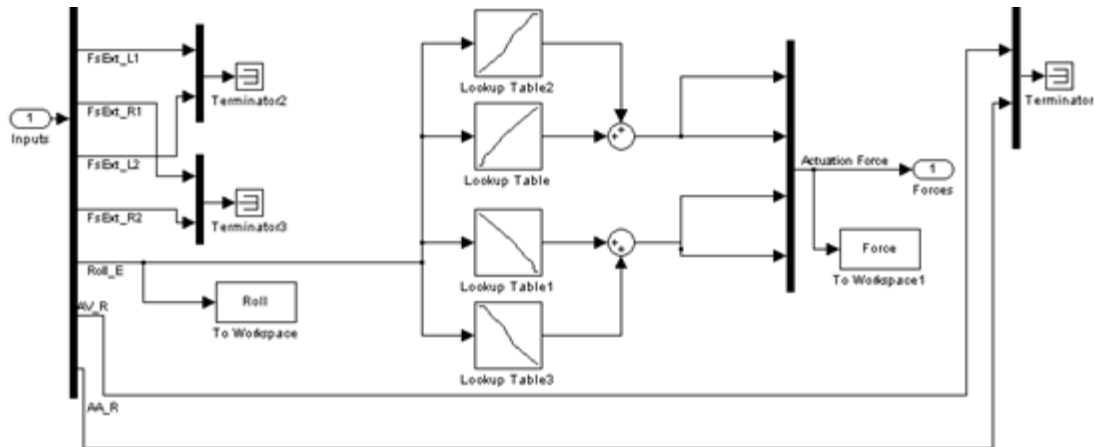 1
Inputs
FsExt_L1
FsExt_R1
FsExt_L2
FsExt_R2
Roll_E
AV_R
AA_R
Terminator2
Terminator3
Roll
To Workspace
Lookup Table2
Lookup Table
Lookup Table1
Lookup Table3
Actuation Force
1
Forces
Force
To Workspace1
Terminator